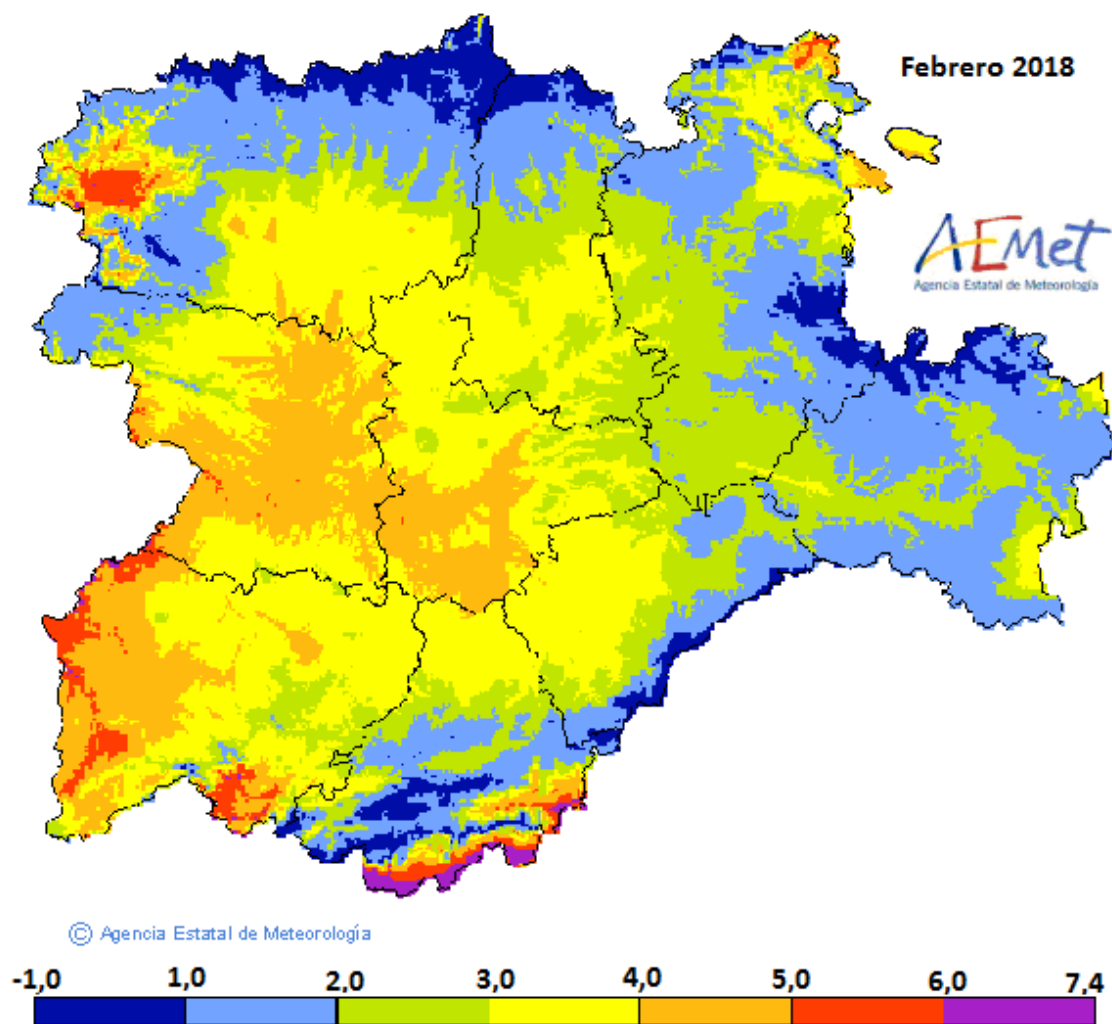 Febrero 2018
AEMet
Agencia Estatal de Meteorología
© Agencia Estatal de Meteorología
-1,0 1,0 2,0 3,0 4,0 5,0 6,0 7,4